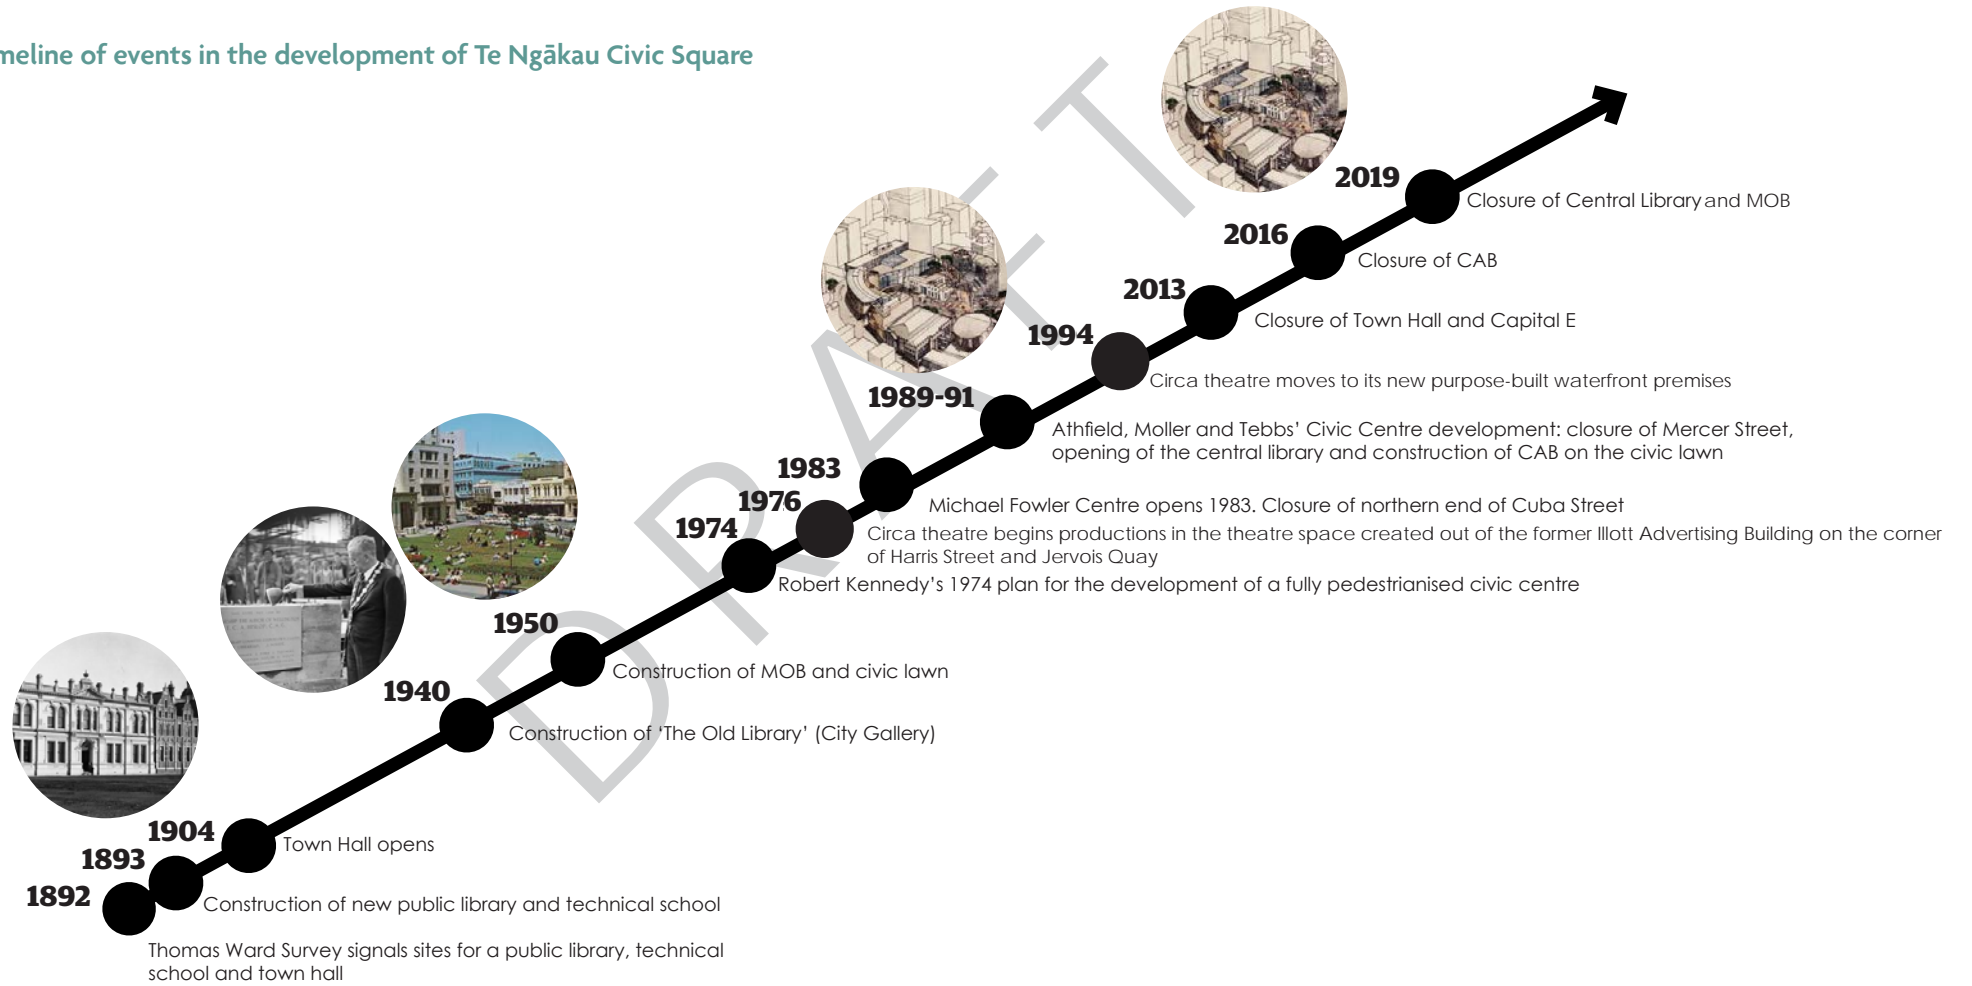 meline of events in the development of Te Ngākau Civic Square
DRAFT
2019
Closure of Central Library and MOB
2016
Closure of CAB
2013
Closure of Town Hall and Capital E
1994
Circa theatre moves to its new purpose-built waterfront premises
1989-91
Athfield, Moller and Tebbs’ Civic Centre development: closure of Mercer Street,
opening of the central library and construction of CAB on the civic lawn
1983
Michael Fowler Centre opens 1983. Closure of northern end of Cuba Street
1976
Circa theatre begins productions in the theatre space created out of the former Illott Advertising Building on the corner
of Harris Street and Jervois Quay
1974
Robert Kennedy’s 1974 plan for the development of a fully pedestrianised civic centre
1950
Construction of MOB and civic lawn
1940
Construction of ‘The Old Library’ (City Gallery)
1904
Town Hall opens
1893
Construction of new public library and technical school
1892
Thomas Ward Survey signals sites for a public library, technical
school and town hall